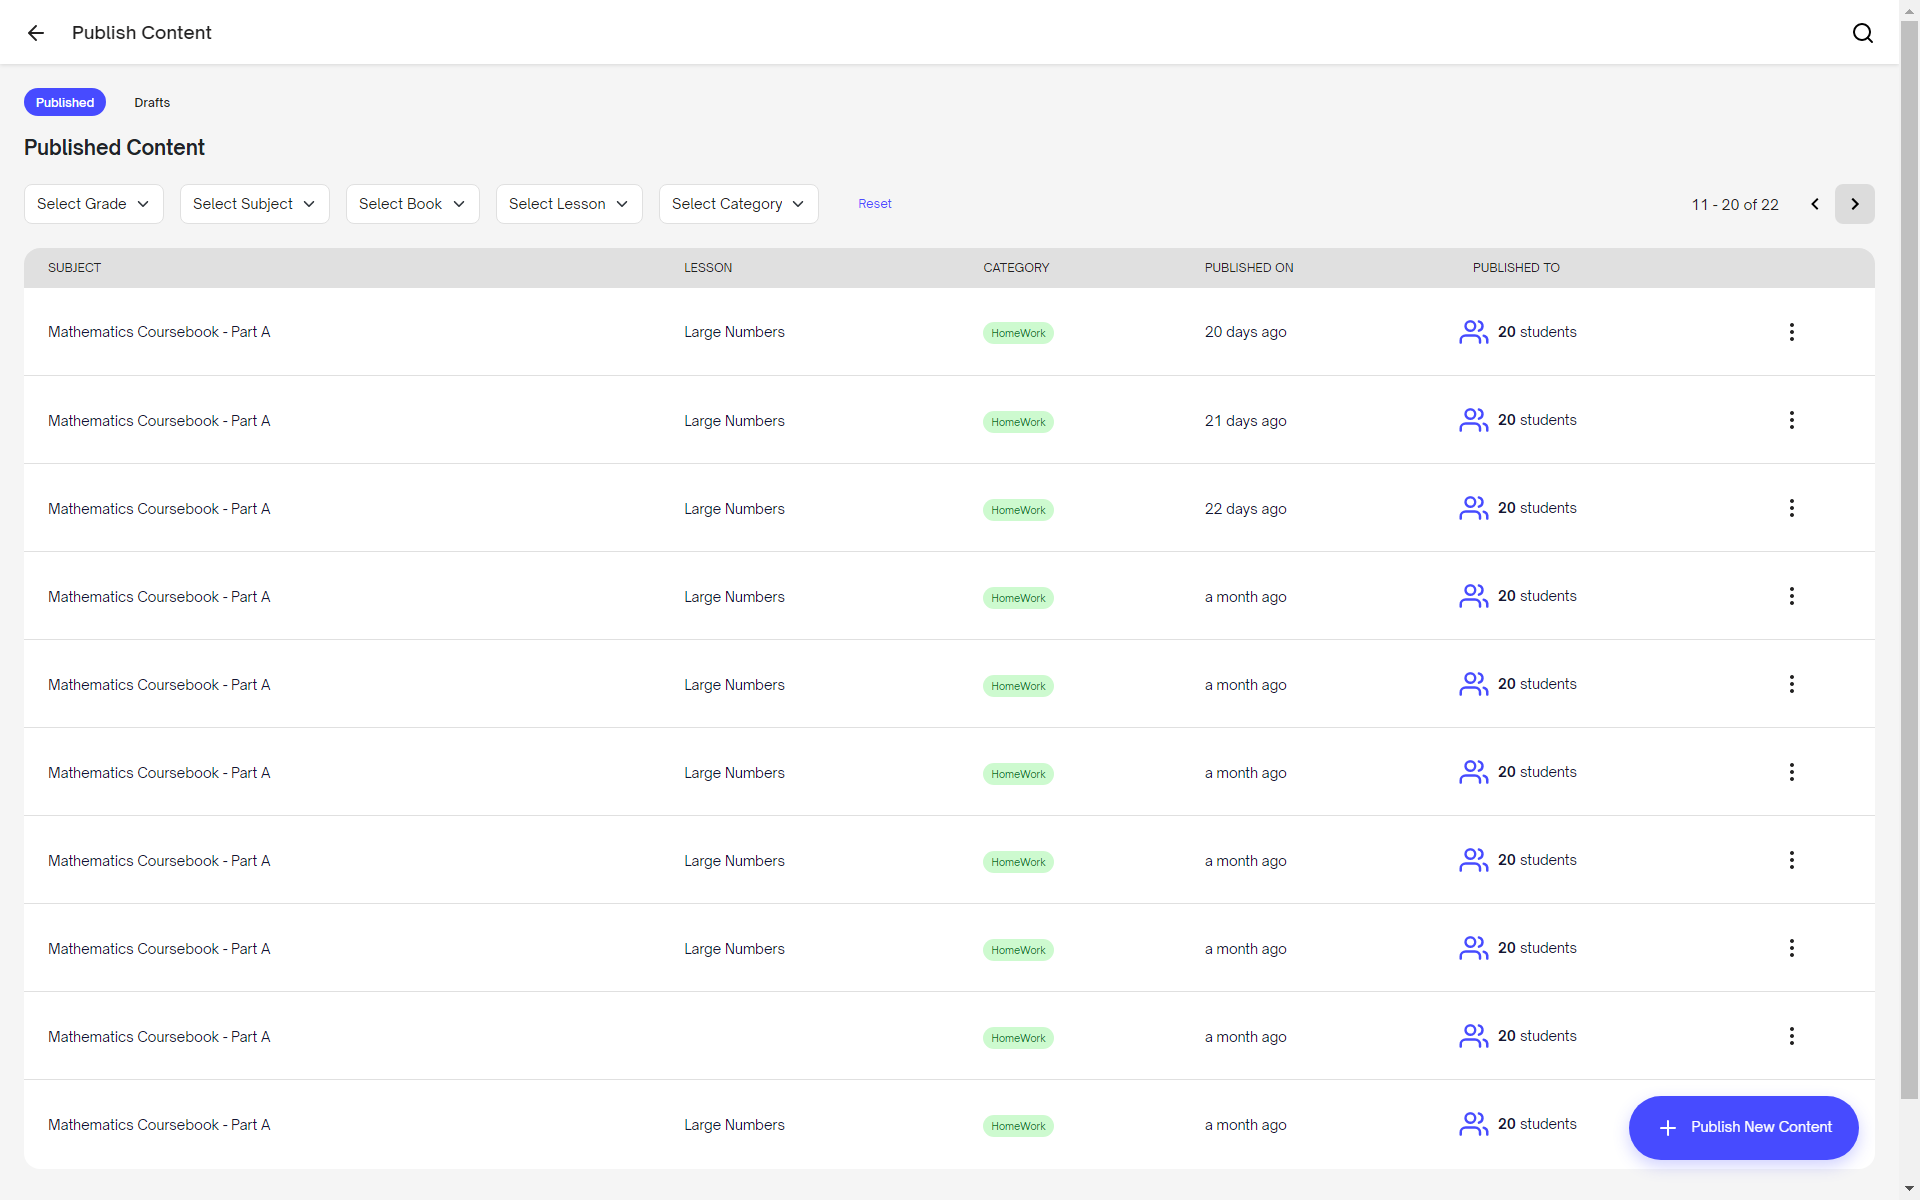 Publish Content
Published Drafts
Published Content
Select Grade Select Subject Select Book Select Lesson Select Category Reset 11 - 20 of 22
SUBJECT LESSON CATEGORY PUBLISHED ON PUBLISHED TO
Mathematics Coursebook - Part A Large Numbers HomeWork 20 days ago 20 students
Mathematics Coursebook - Part A Large Numbers HomeWork 21 days ago 20 students
Mathematics Coursebook - Part A Large Numbers HomeWork 22 days ago 20 students
Mathematics Coursebook - Part A Large Numbers HomeWork a month ago 20 students
Mathematics Coursebook - Part A Large Numbers HomeWork a month ago 20 students
Mathematics Coursebook - Part A Large Numbers HomeWork a month ago 20 students
Mathematics Coursebook - Part A Large Numbers HomeWork a month ago 20 students
Mathematics Coursebook - Part A Large Numbers HomeWork a month ago 20 students
Mathematics Coursebook - Part A HomeWork a month ago 20 students
Mathematics Coursebook - Part A Large Numbers HomeWork a month ago 20 students
Publish New Content